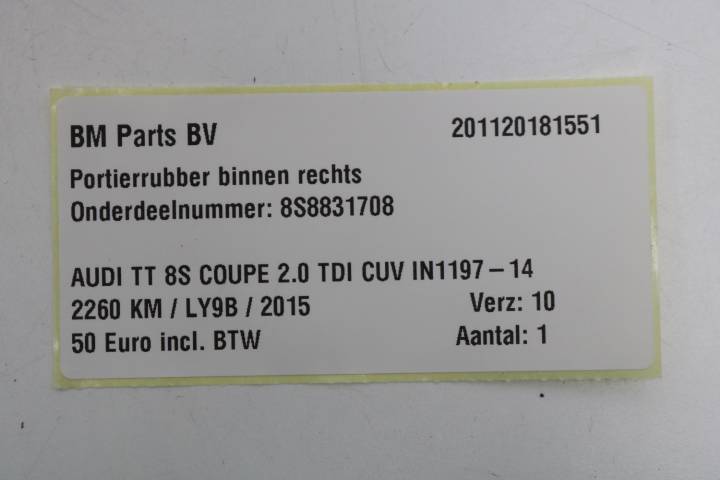 BM Parts BV 201120181551
Portierrubber binnen rechts
Onderdeelnummer: 8S8831708
AUDI TT 8S COUPE 2.0 TDI CUV IN1197-14
2260 KM / LY9B / 2015 Verz: 10
50 Euro incl. BTW Aantal: 1